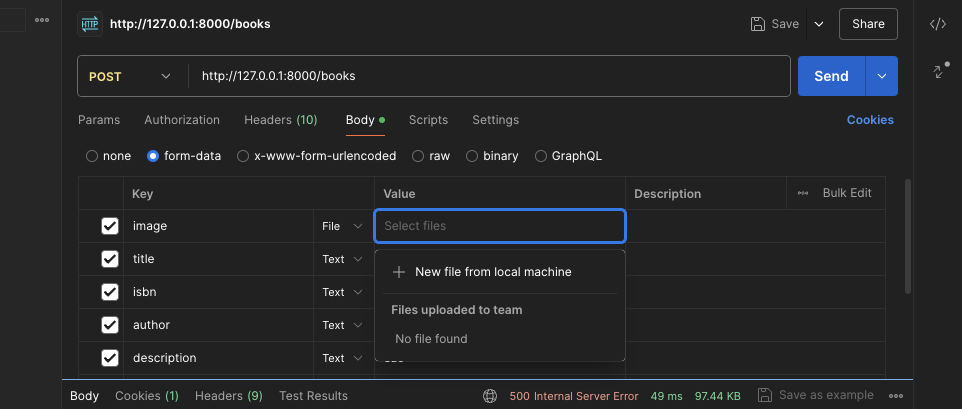 HTTP http://127.0.0.1:8000/books Save Share
POST http://127.0.0.1:8000/books Send
Params Authorization Headers (10) Body Scripts Settings Cookies
none form-data x-www-form-urlencoded raw binary GraphQL
Key Value Description Bulk Edit
image File Select files
title Text
isbn Text
author Text
description Text
New file from local machine
Files uploaded to team
No file found
Body Cookies (1) Headers (9) Test Results 500 Internal Server Error 49 ms 97.44 KB Save as example